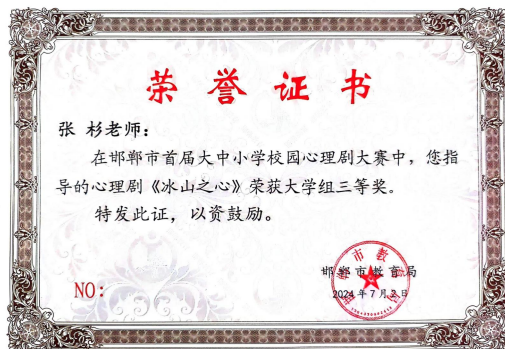 荣誉证书
张 杉老师：
在邯郸市首届大中小学校园心理剧大赛中，您指
导的心理剧《冰山之心》荣获大学组三等奖。
特发此证，以资鼓励。
邯郸市教育局
2024年7月2日
NO: